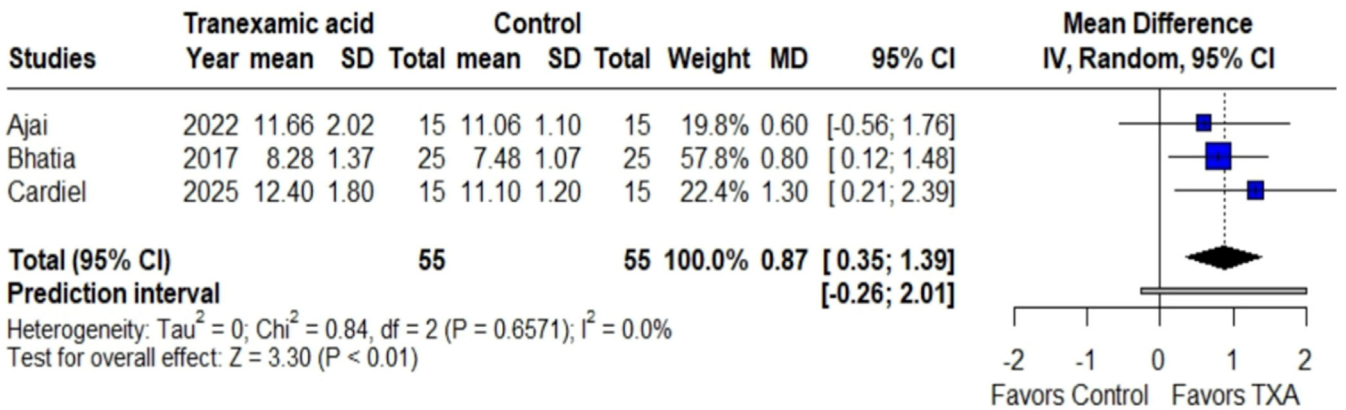 Tranexamic acid Control Mean Difference
Studies Year mean SD Total mean SD Total Weight MD 95% CI IV, Random, 95% CI
Ajai 2022 11.66 2.02 15 11.06 1.10 15 19.8% 0.60 [-0.56; 1.76]
Bhatia 2017 8.28 1.37 25 7.48 1.07 25 57.8% 0.80 [ 0.12; 1.48]
Cardiel 2025 12.40 1.80 15 11.10 1.20 15 22.4% 1.30 [ 0.21; 2.39]
Total (95% CI) 55 55 100.0% 0.87 [ 0.35; 1.39]
Prediction interval [-0.26; 2.01]
Heterogeneity: Tau² = 0; Chi² = 0.84, df = 2 (P = 0.6571); I² = 0.0%
Test for overall effect: Z = 3.30 (P < 0.01)
-2 -1 0 1 2
Favors Control Favors TXA